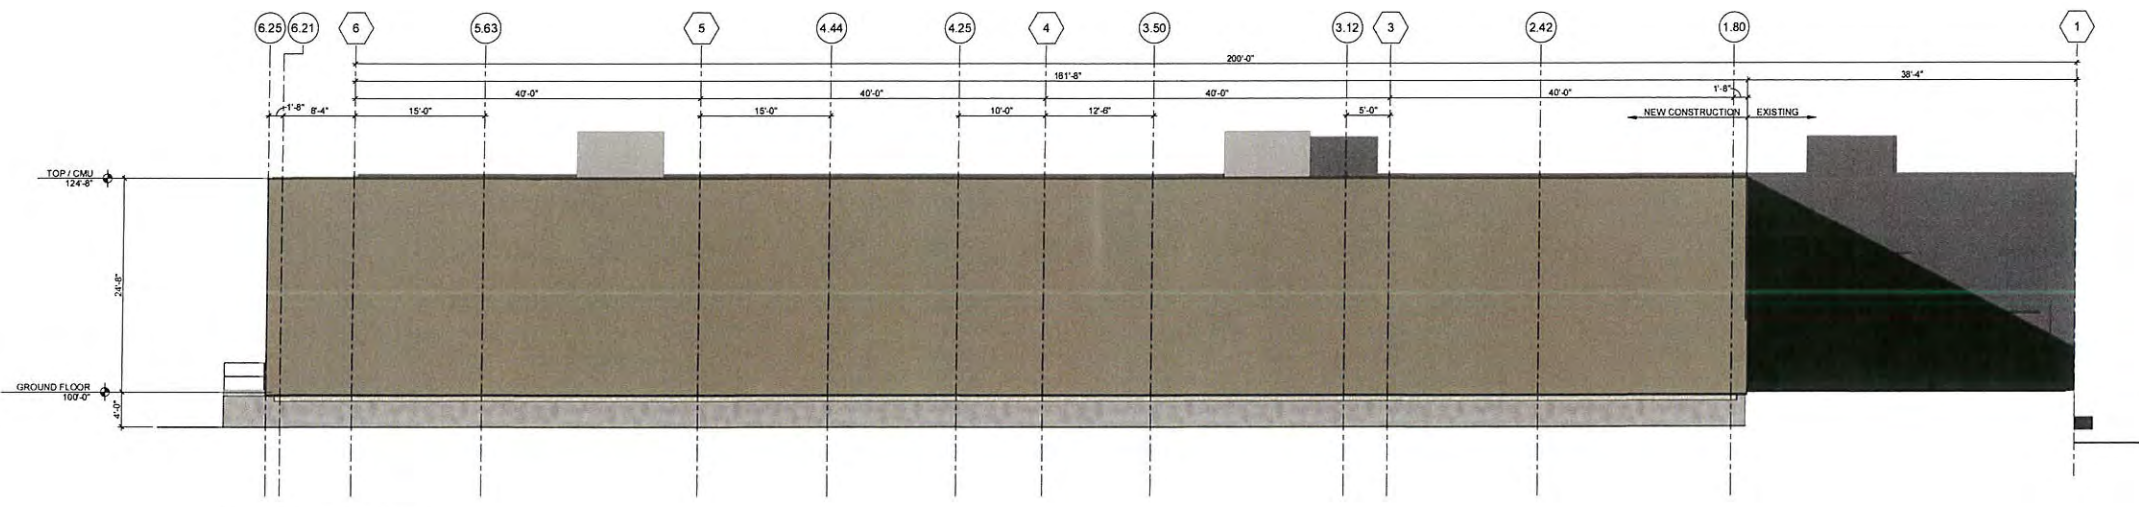 6.25 6.21 6 5.63 5 4.44 4.25 4 3.50 3.12 3 2.42 1.80 1
200'-0"
161'-8" 38'-4"
40'-0" 40'-0" 40'-0" 40'-0" 1'-8"
1'-8" 8'-4" 15'-0" 15'-0" 10'-0" 12'-6" 5'-0" NEW CONSTRUCTION EXISTING
TOP / CMU
124'-8"
24'-8"
GROUND FLOOR
100'-0"
4'-0"